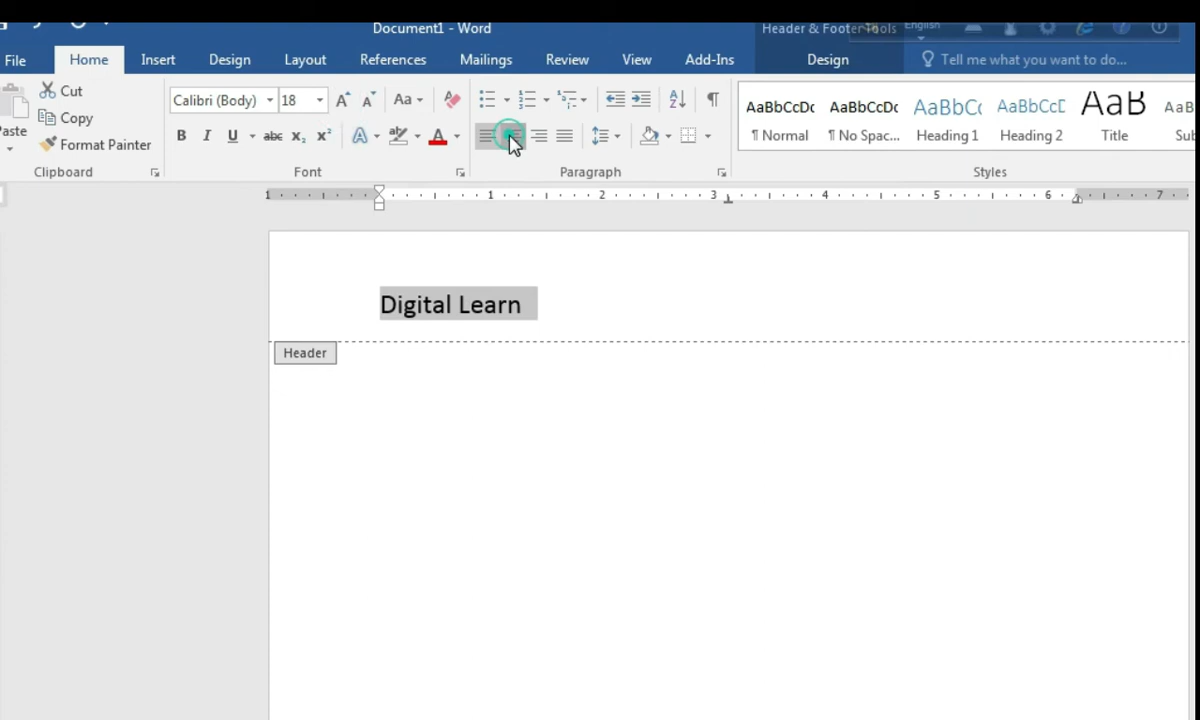 Document1 - Word
Header & Footer Tools
English
File
Home
Insert
Design
Layout
References
Mailings
Review
View
Add-Ins
Design
Tell me what you want to do...
Cut
Copy
Paste
Format Painter
Clipboard
Calibri (Body)
18
Aa
abc
Font
Paragraph
AaBbCcDc
¶ Normal
AaBbCcDc
¶ No Spac...
AaBbC
Heading 1
AaBbCcD
Heading 2
AaB
Title
AaB
Sub
Styles
1 1 2 3 4 5 6 7
Digital Learn
Header